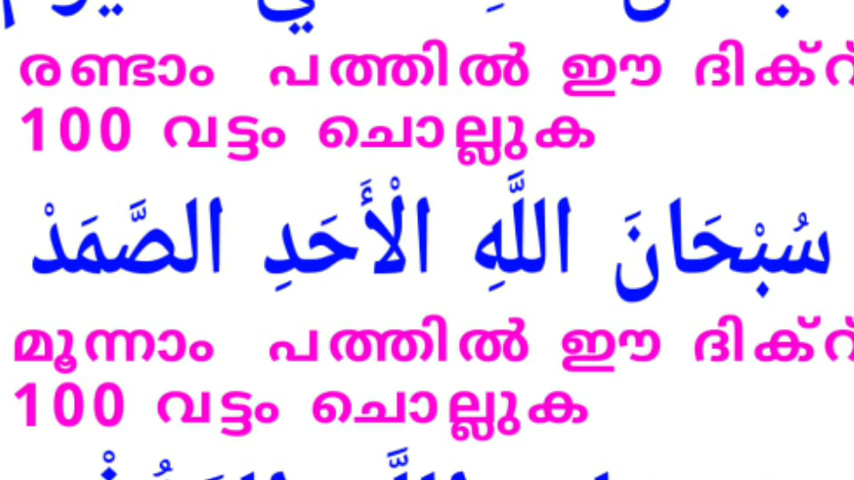 രണ്ടാം പത്തിൽ ഈ ദിക്റ്
100 വട്ടം ചൊല്ലുക
سُبْحَانَ اللَّهِ الْأَحَدِ الصَّمَدْ
മൂന്നാം പത്തിൽ ഈ ദിക്റ്
100 വട്ടം ചൊല്ലുക